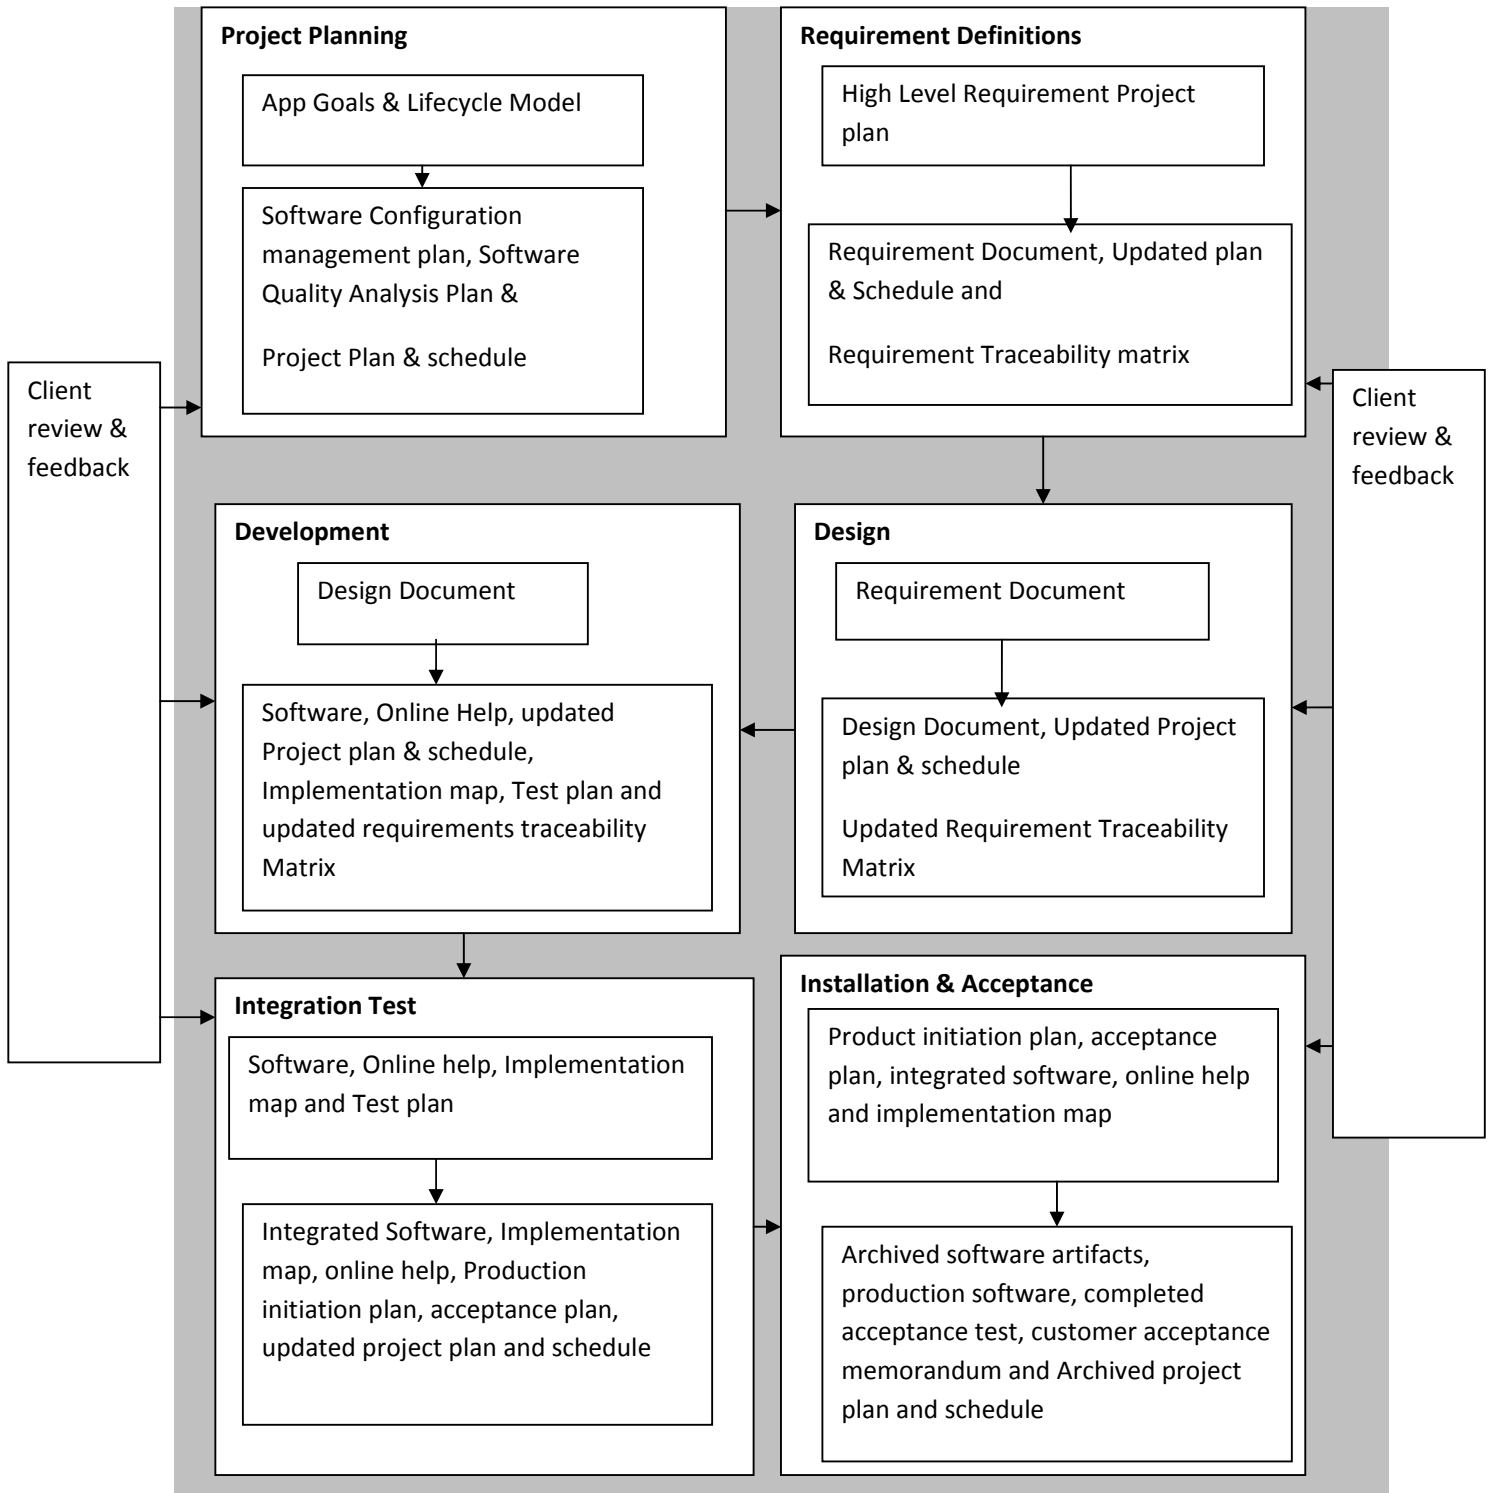 Project Planning
App Goals & Lifecycle Model
Software Configuration
management plan, Software
Quality Analysis Plan &
Project Plan & schedule
Requirement Definitions
High Level Requirement Project
plan
Requirement Document, Updated plan
& Schedule and
Requirement Traceability matrix
Client
review &
feedback
Client
review &
feedback
Development
Design Document
Software, Online Help, updated
Project plan & schedule,
Implementation map, Test plan and
updated requirements traceability
Matrix
Design
Requirement Document
Design Document, Updated Project
plan & schedule
Updated Requirement Traceability
Matrix
Integration Test
Software, Online help, Implementation
map and Test plan
Integrated Software, Implementation
map, online help, Production
initiation plan, acceptance plan,
updated project plan and schedule
Installation & Acceptance
Product initiation plan, acceptance
plan, integrated software, online help
and implementation map
Archived software artifacts,
production software, completed
acceptance test, customer acceptance
memorandum and Archived project
plan and schedule